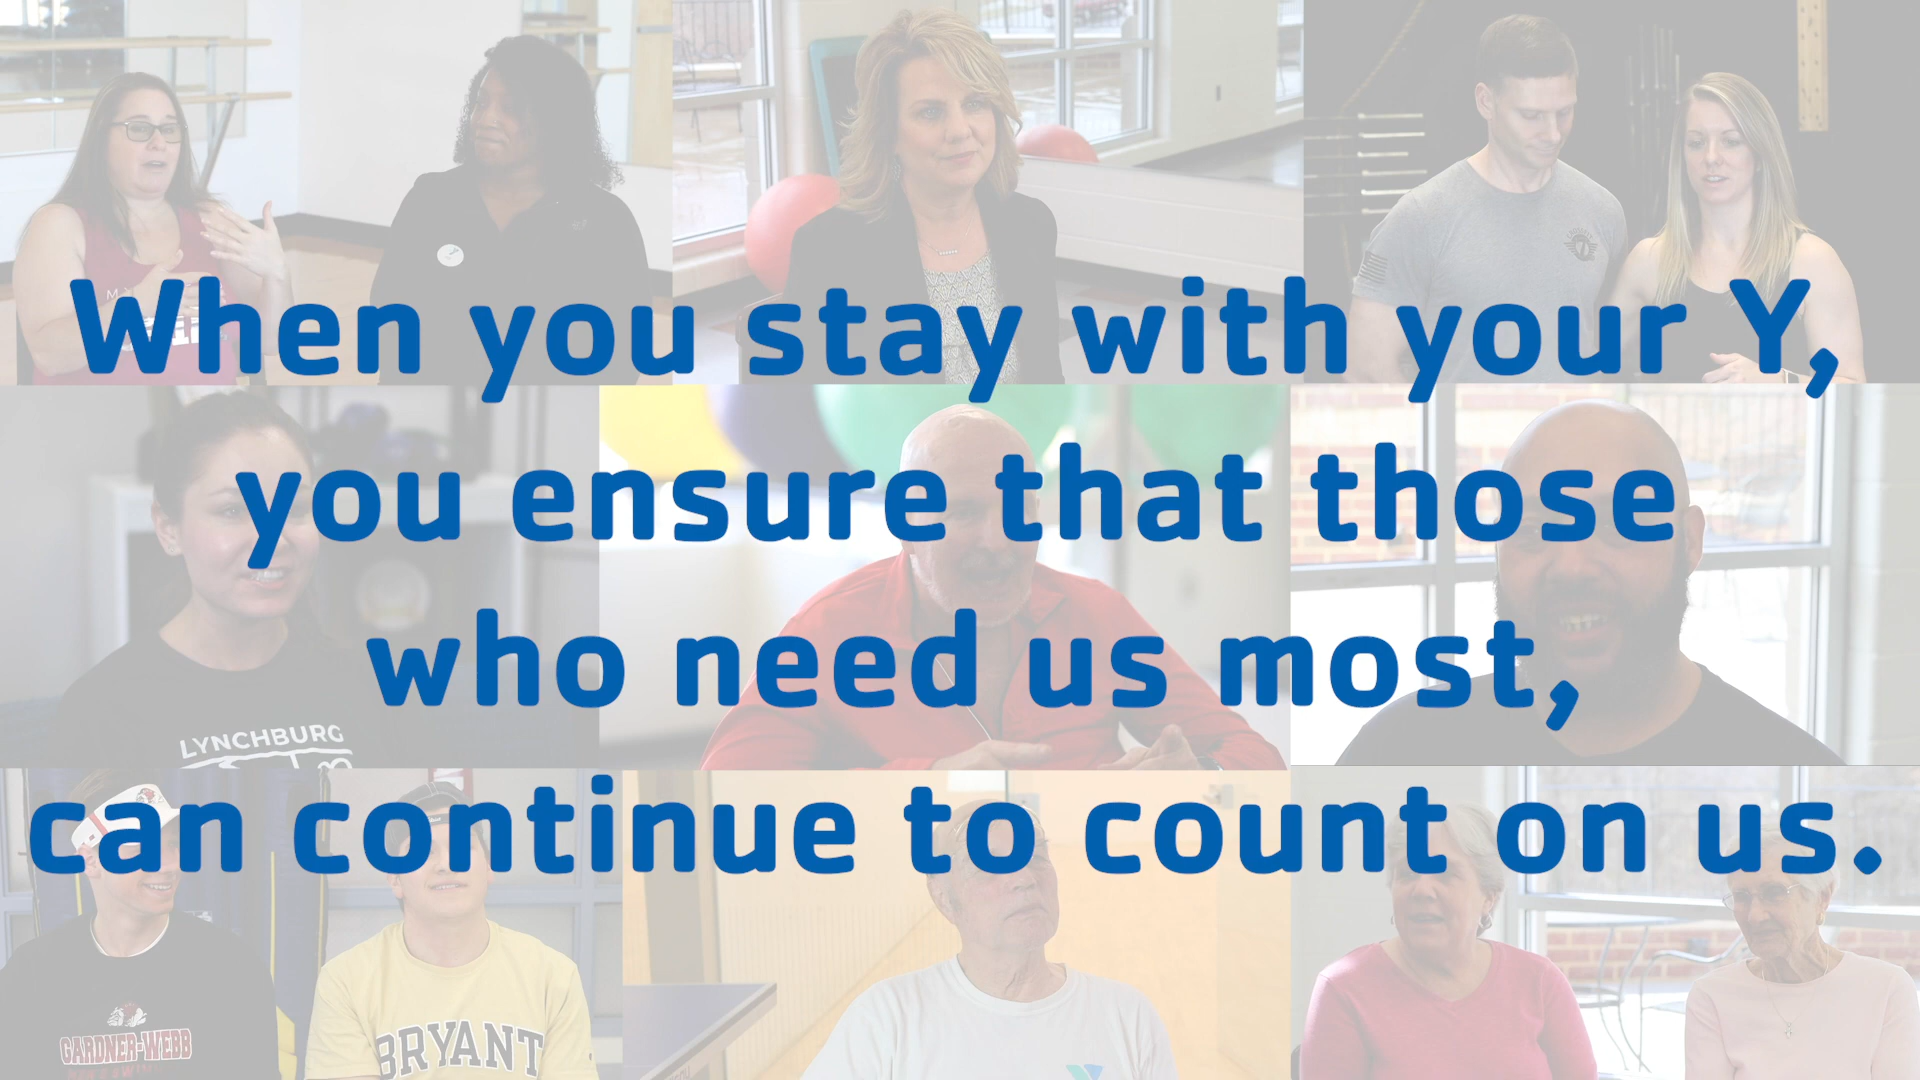 When you stay with your Y,
you ensure that those
who need us most,
can continue to count on us.
LYNCHBURG
GARDNER-WEBB
BRYANT